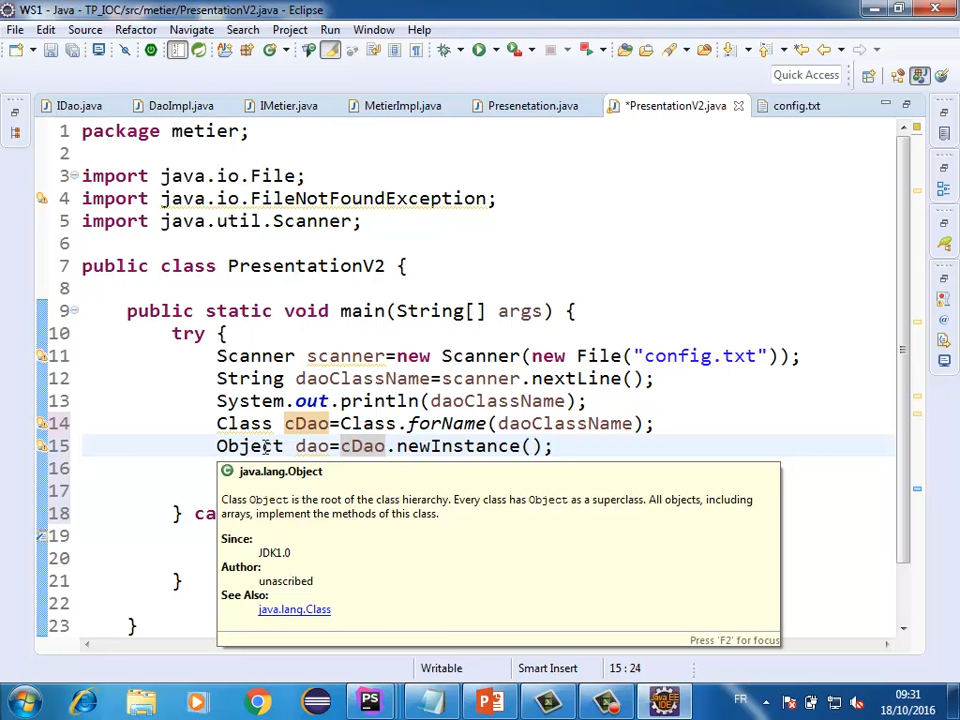 WS1 - Java - TP_IOC/src/metier/PresentationV2.java - Eclipse
File Edit Source Refactor Navigate Search Project Run Window Help
Quick Access
IDao.java DaoImpl.java IMetier.java MetierImpl.java Presenetation.java *PresentationV2.java config.txt
1 package metier;
2
3 import java.io.File;
4 import java.io.FileNotFoundException;
5 import java.util.Scanner;
6
7 public class PresentationV2 {
8
9 public static void main(String[] args) {
10 try {
11 Scanner scanner=new Scanner(new File("config.txt"));
12 String daoClassName=scanner.nextLine();
13 System.out.println(daoClassName);
14 Class cDao=Class.forName(daoClassName);
15 Object dao=cDao.newInstance();
16
17
18 } ca
19
20
21 }
22
23 }
java.lang.Object
Class Object is the root of the class hierarchy. Every class has Object as a superclass. All objects, including
arrays, implement the methods of this class.
Since:
JDK1.0
Author:
unascribed
See Also:
java.lang.Class
Press 'F2' for focus
Writable Smart Insert 15 : 24
PS
Java EE
IDE
FR
09:31
18/10/2016